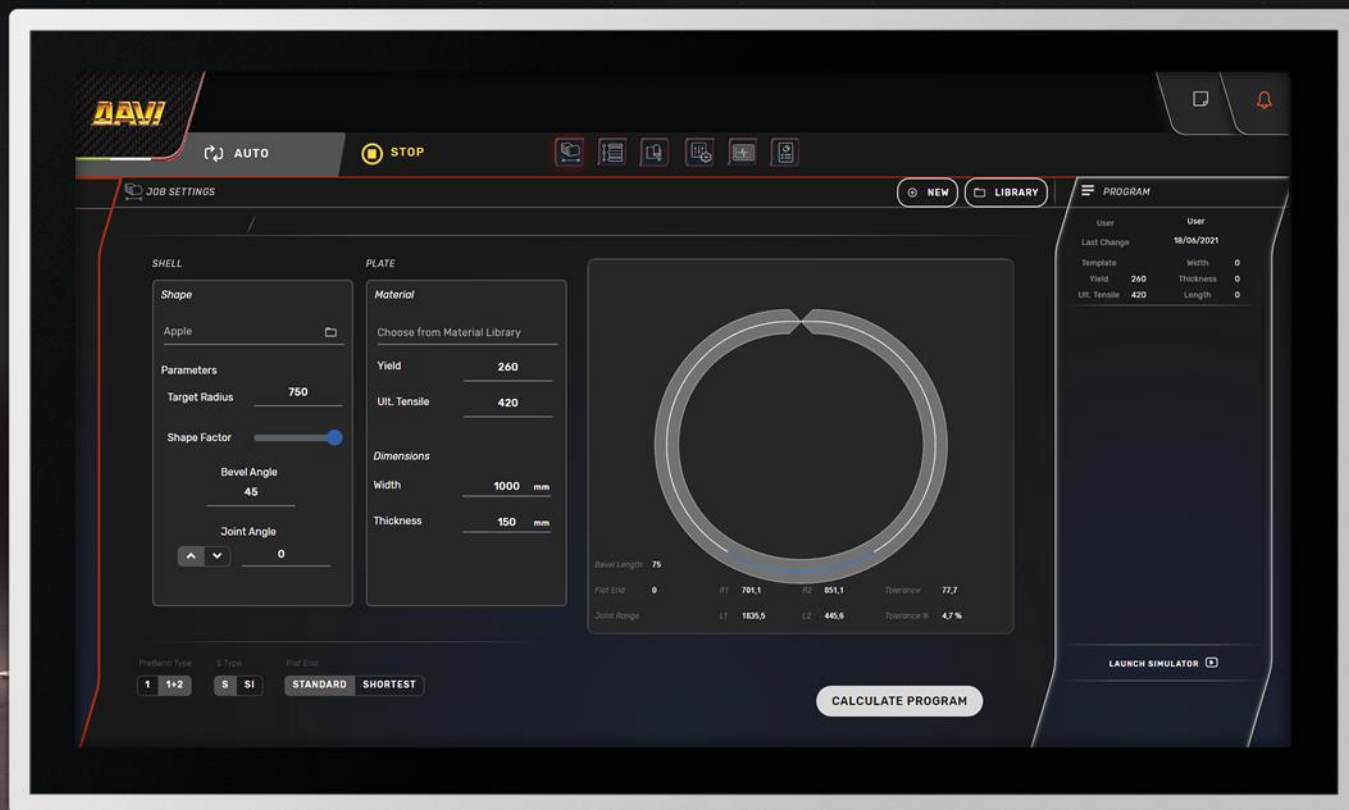 DAVI
AUTO
STOP
JOB SETTINGS
NEW
LIBRARY
PROGRAM
User User
Last Change 18/06/2021
Template Width 0
Yield 260 Thickness 0
Ult. Tensile 420 Length 0
SHELL
Shape
Apple
Parameters
Target Radius 750
Shape Factor
Bevel Angle
45
Joint Angle
0
PLATE
Material
Choose from Material Library
Yield 260
Ult. Tensile 420
Dimensions
Width 1000 mm
Thickness 150 mm
Bevel Length 75
Flat End 0 R1 701,1 R2 851,1 Tolerance 77,7
Joint Range L1 1835,5 L2 445,6 Tolerance % 4,7 %
PreBend Type S Type Flat End
1 1+2 S SI STANDARD SHORTEST
CALCULATE PROGRAM
LAUNCH SIMULATOR